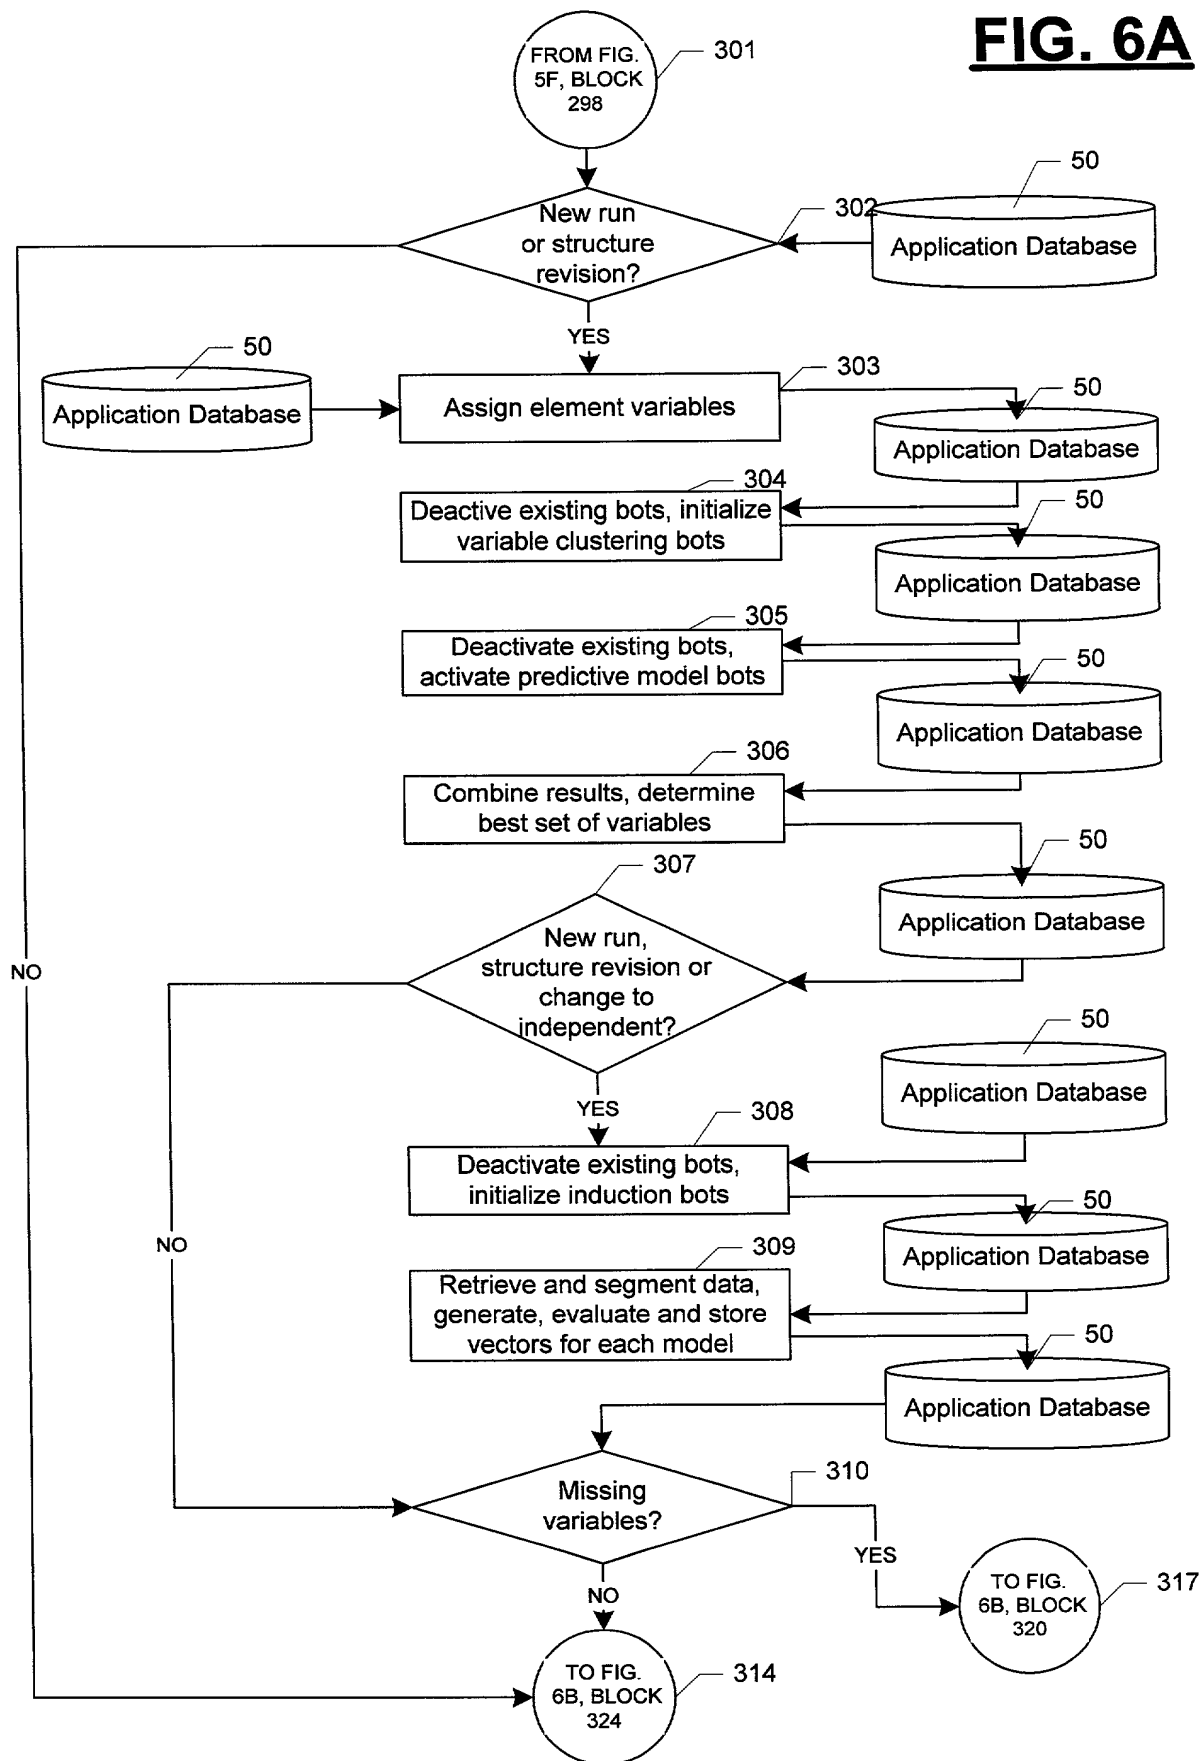 FIG. 6A
FROM FIG.
5F, BLOCK
298
301
New run
or structure
revision?
302
50
Application Database
YES
50
Application Database
303
Assign element variables
50
Application Database
304
Deactive existing bots, initialize
variable clustering bots
50
Application Database
305
Deactivate existing bots,
activate predictive model bots
50
Application Database
306
Combine results, determine
best set of variables
50
Application Database
307
New run,
structure revision or
change to
independent?
NO
50
Application Database
YES
308
Deactivate existing bots,
initialize induction bots
50
Application Database
NO
309
Retrieve and segment data,
generate, evaluate and store
vectors for each model
50
Application Database
310
Missing
variables?
YES
NO
TO FIG.
6B, BLOCK
320
317
TO FIG.
6B, BLOCK
324
314